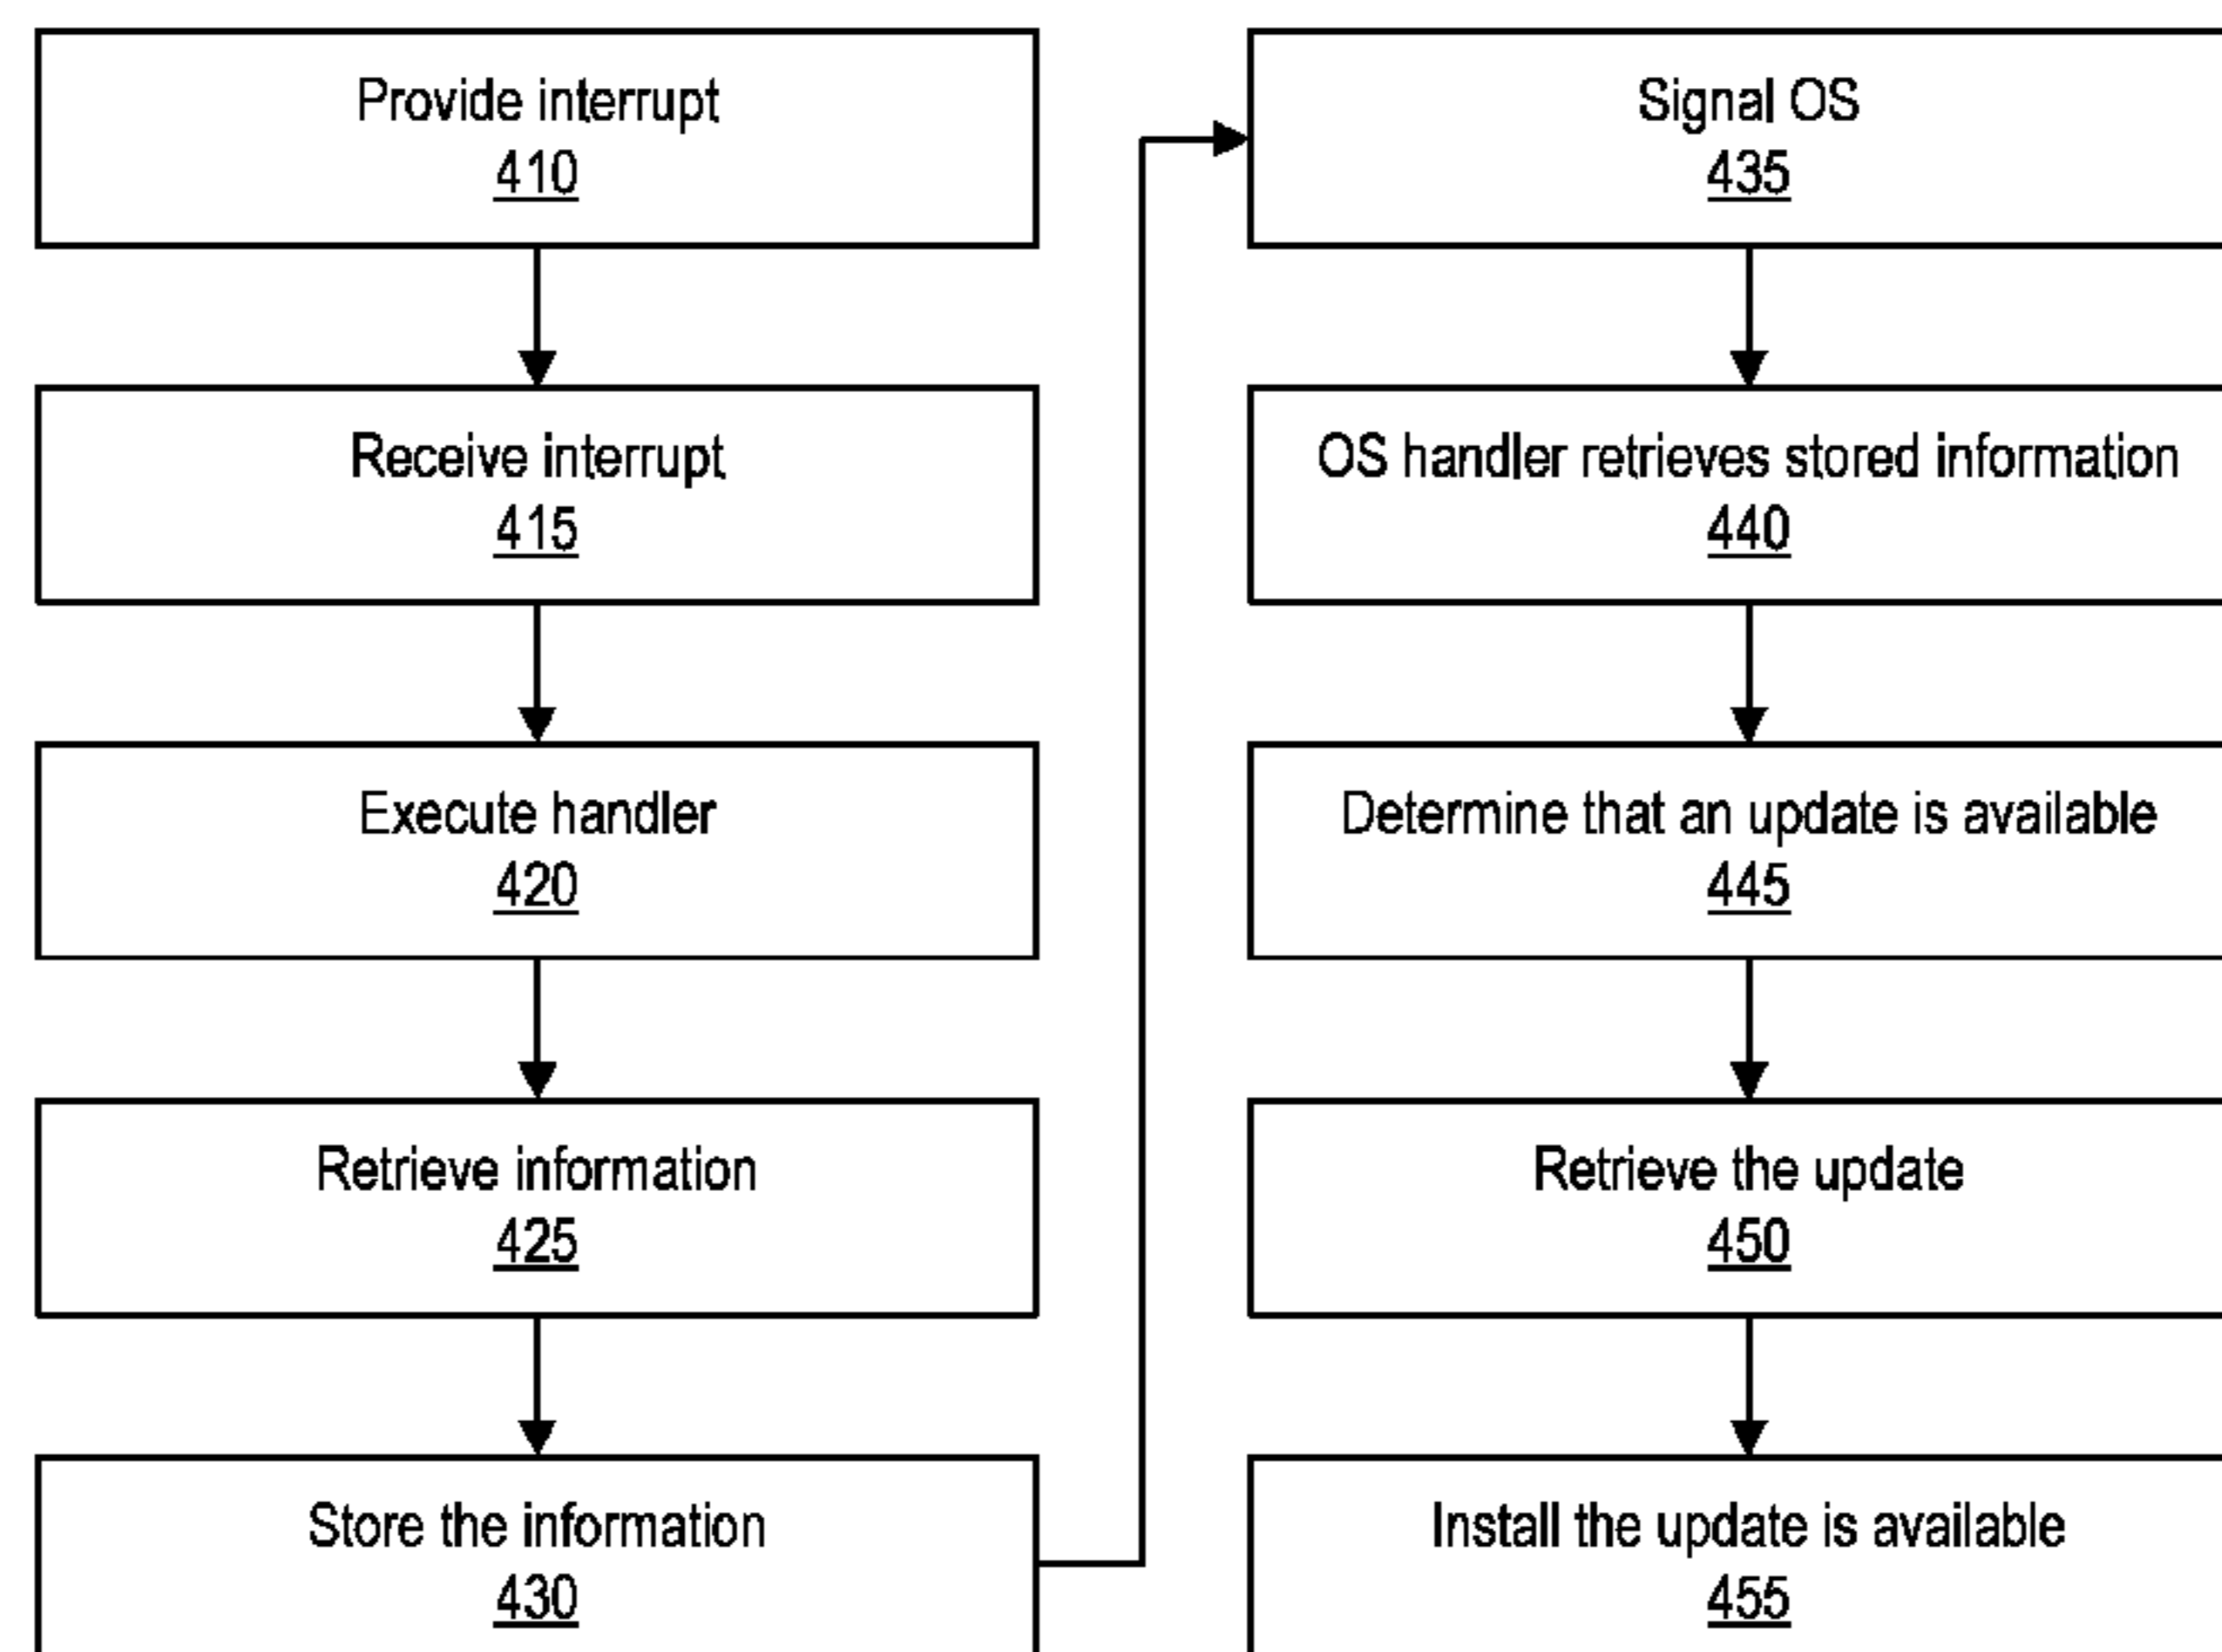 Provide interrupt
410
Receive interrupt
415
Execute handler
420
Retrieve information
425
Store the information
430
Signal OS
435
OS handler retrieves stored information
440
Determine that an update is available
445
Retrieve the update
450
Install the update is available
455